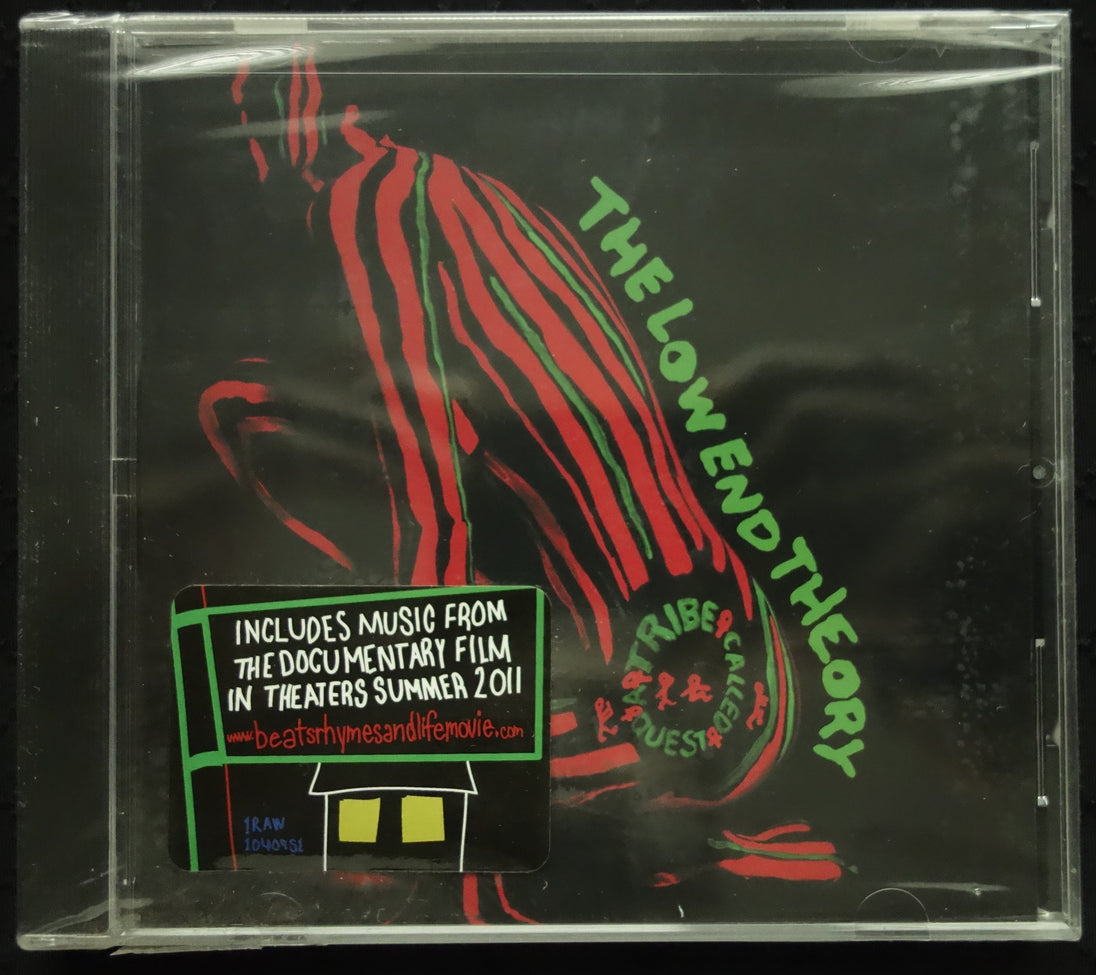 THE LOW END THEORY
A TRIBE CALLED QUEST
INCLUDES MUSIC FROM
THE DOCUMENTARY FILM
IN THEATERS SUMMER 2011
www.beatsrhymesandlifemovie.com
1RAW